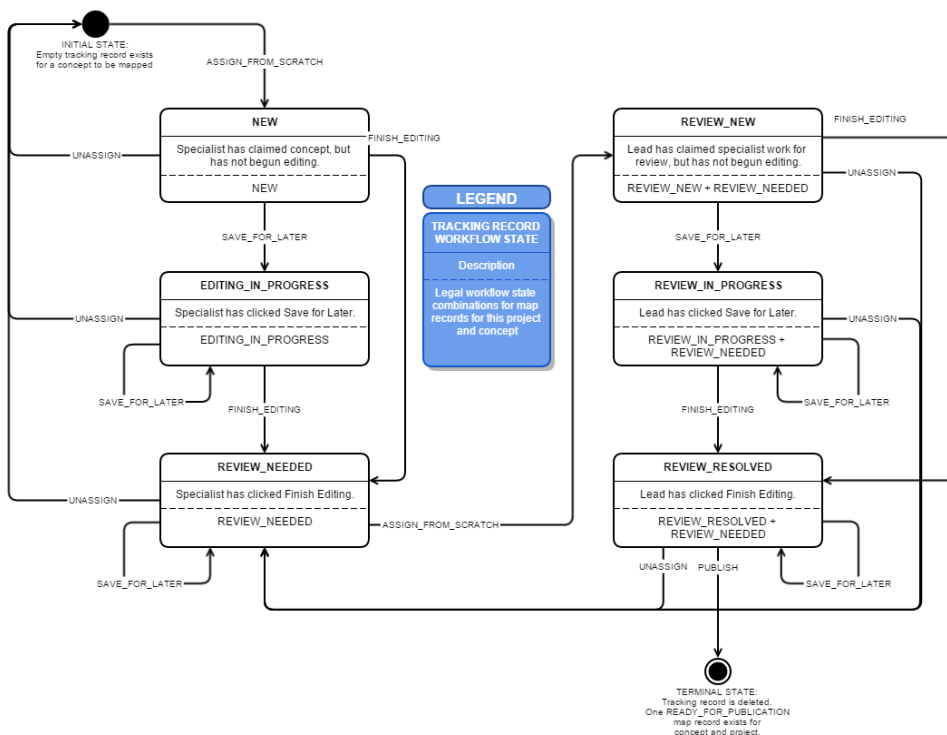 INITIAL STATE:
Empty tracking record exists
for a concept to be mapped
ASSIGN_FROM_SCRATCH
NEW
Specialist has claimed concept, but
has not begun editing.
NEW
UNASSIGN
FINISH_EDITING
SAVE_FOR_LATER
EDITING_IN_PROGRESS
Specialist has clicked Save for Later.
EDITING_IN_PROGRESS
UNASSIGN
SAVE_FOR_LATER
FINISH_EDITING
REVIEW_NEEDED
Specialist has clicked Finish Editing.
REVIEW_NEEDED
UNASSIGN
SAVE_FOR_LATER
ASSIGN_FROM_SCRATCH
LEGEND
TRACKING RECORD
WORKFLOW STATE
Description
Legal workflow state
combinations for map
records for this project
and concept
REVIEW_NEW
Lead has claimed specialist work for
review, but has not begun editing.
REVIEW_NEW + REVIEW_NEEDED
FINISH_EDITING
UNASSIGN
SAVE_FOR_LATER
REVIEW_IN_PROGRESS
Lead has clicked Save for Later.
REVIEW_IN_PROGRESS +
REVIEW_NEEDED
UNASSIGN
SAVE_FOR_LATER
FINISH_EDITING
REVIEW_RESOLVED
Lead has clicked Finish Editing.
REVIEW_RESOLVED +
REVIEW_NEEDED
UNASSIGN
PUBLISH
SAVE_FOR_LATER
TERMINAL STATE:
Tracking record is deleted.
One READY_FOR_PUBLICATION
map record exists for
concept and project.